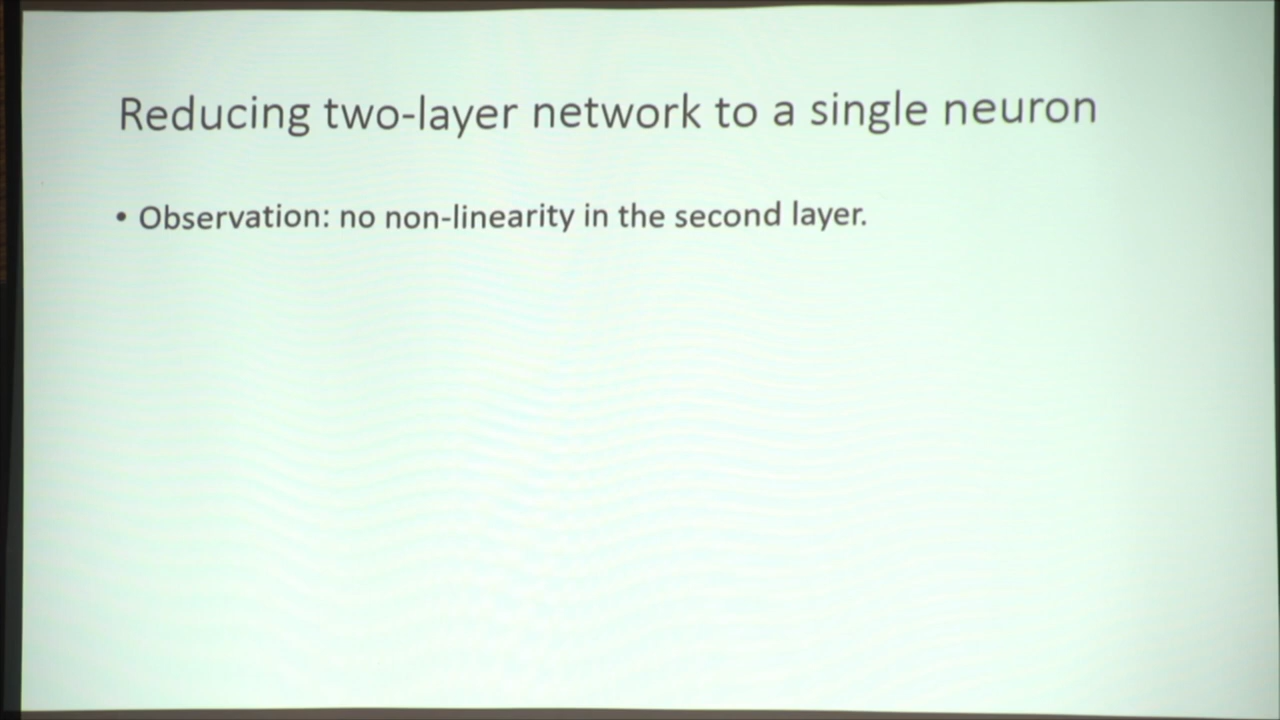 Reducing two-layer network to a single neuron
• Observation: no non-linearity in the second layer.